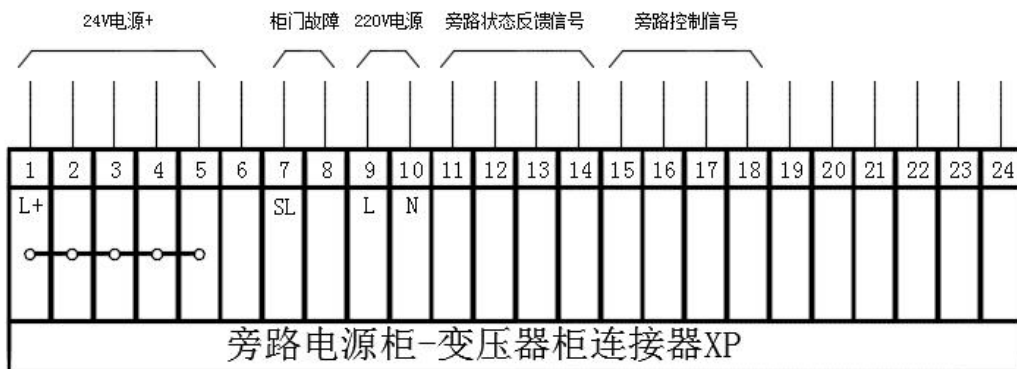 24V电源+ 柜门故障 220V电源 旁路状态反馈信号 旁路控制信号
1 2 3 4 5 6 7 8 9 10 11 12 13 14 15 16 17 18 19 20 21 22 23 24
L+ SL L N
旁路电源柜-变压器柜连接器XP